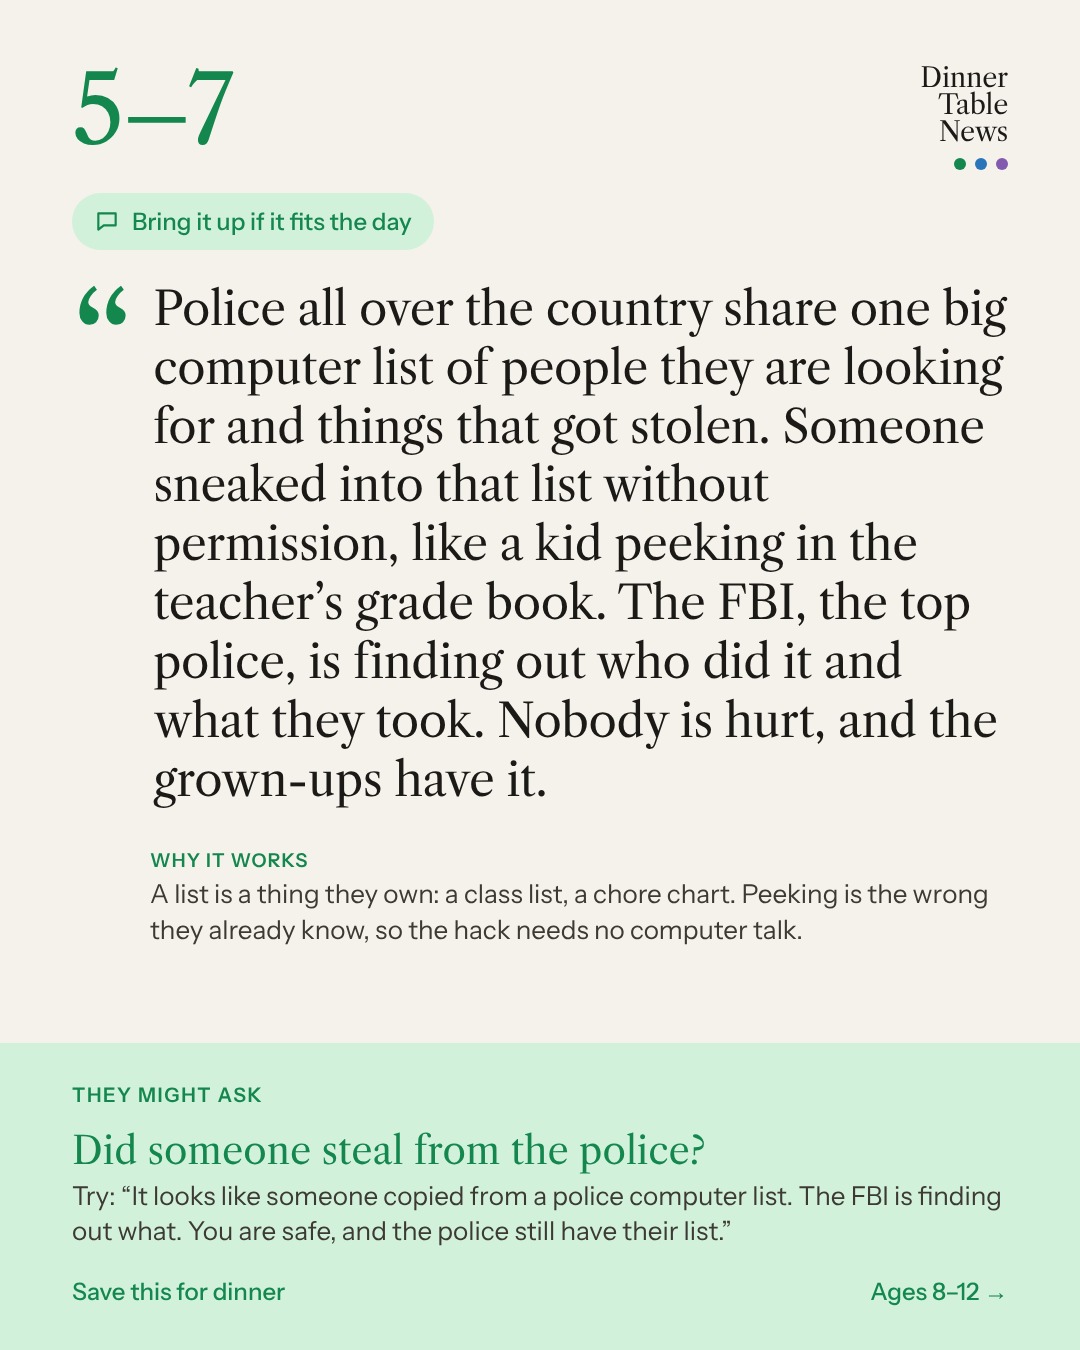 5–7
Dinner
Table
News
Bring it up if it fits the day
“ Police all over the country share one big
computer list of people they are looking
for and things that got stolen. Someone
sneaked into that list without
permission, like a kid peeking in the
teacher’s grade book. The FBI, the top
police, is finding out who did it and
what they took. Nobody is hurt, and the
grown-ups have it.
WHY IT WORKS
A list is a thing they own: a class list, a chore chart. Peeking is the wrong
they already know, so the hack needs no computer talk.
THEY MIGHT ASK
Did someone steal from the police?
Try: “It looks like someone copied from a police computer list. The FBI is finding
out what. You are safe, and the police still have their list.”
Save this for dinner
Ages 8–12 →